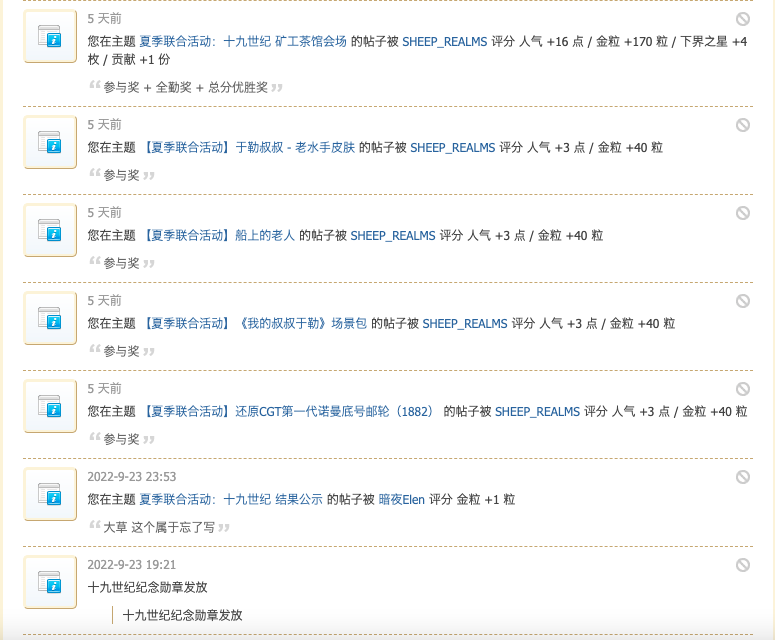 5 天前
您在主题 夏季联合活动：十九世纪 矿工茶馆会场 的帖子被 SHEEP_REALMS 评分 人气 +16 点 / 金粒 +170 粒 / 下界之星 +4
枚 / 贡献 +1 份
“ 参与奖 + 全勤奖 + 总分优胜奖 ”
5 天前
您在主题 【夏季联合活动】于勒叔叔 - 老水手皮肤 的帖子被 SHEEP_REALMS 评分 人气 +3 点 / 金粒 +40 粒
“ 参与奖 ”
5 天前
您在主题 【夏季联合活动】船上的老人 的帖子被 SHEEP_REALMS 评分 人气 +3 点 / 金粒 +40 粒
“ 参与奖 ”
5 天前
您在主题 【夏季联合活动】《我的叔叔于勒》场景包 的帖子被 SHEEP_REALMS 评分 人气 +3 点 / 金粒 +40 粒
“ 参与奖 ”
5 天前
您在主题 【夏季联合活动】还原CGT第一代诺曼底号邮轮（1882） 的帖子被 SHEEP_REALMS 评分 人气 +3 点 / 金粒 +40 粒
“ 参与奖 ”
2022-9-23 23:53
您在主题 夏季联合活动：十九世纪 结果公示 的帖子被 暗夜Elen 评分 金粒 +1 粒
“ 大草 这个属于忘了写 ”
2022-9-23 19:21
十九世纪纪念勋章发放
十九世纪纪念勋章发放